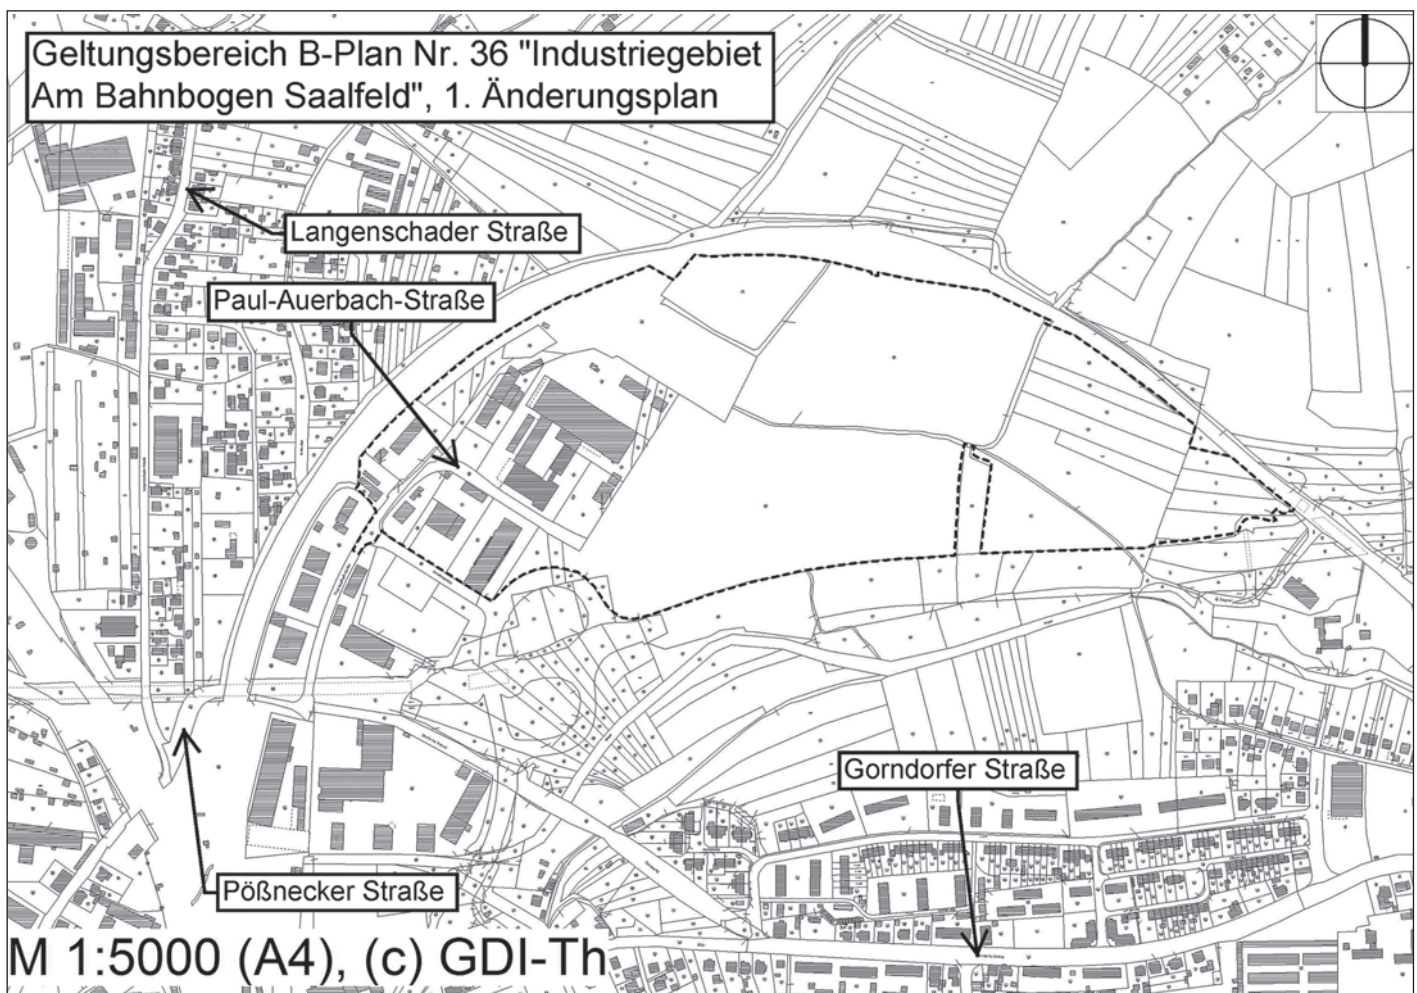 Geltungsbereich B-Plan Nr. 36 "Industriegebiet
Am Bahnbogen Saalfeld", 1. Änderungsplan
Langenschader Straße
Paul-Auerbach-Straße
Gorndorfer Straße
Pößnecker Straße
M 1:5000 (A4), (c) GDI-Th